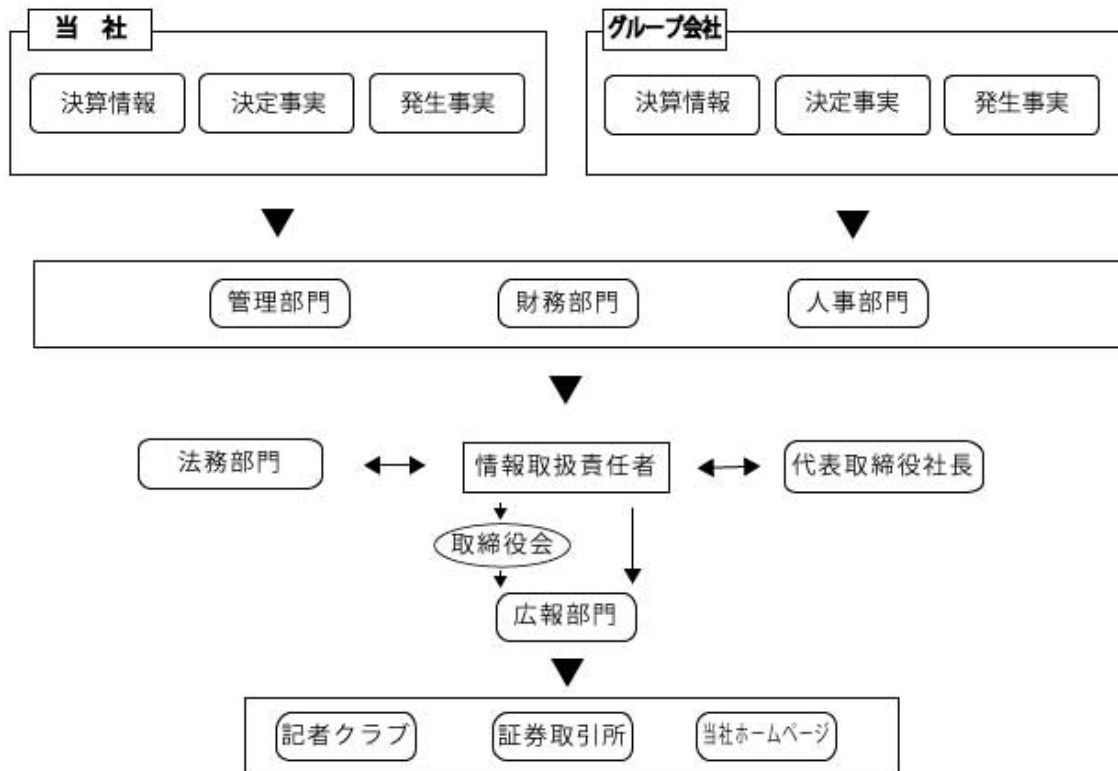 当 社
グループ会社
決算情報 決定事実 発生事実
決算情報 決定事実 発生事実
管理部門 財務部門 人事部門
法務部門 情報取扱責任者 代表取締役社長
取締役会
広報部門
記者クラブ 証券取引所 当社ホームページ